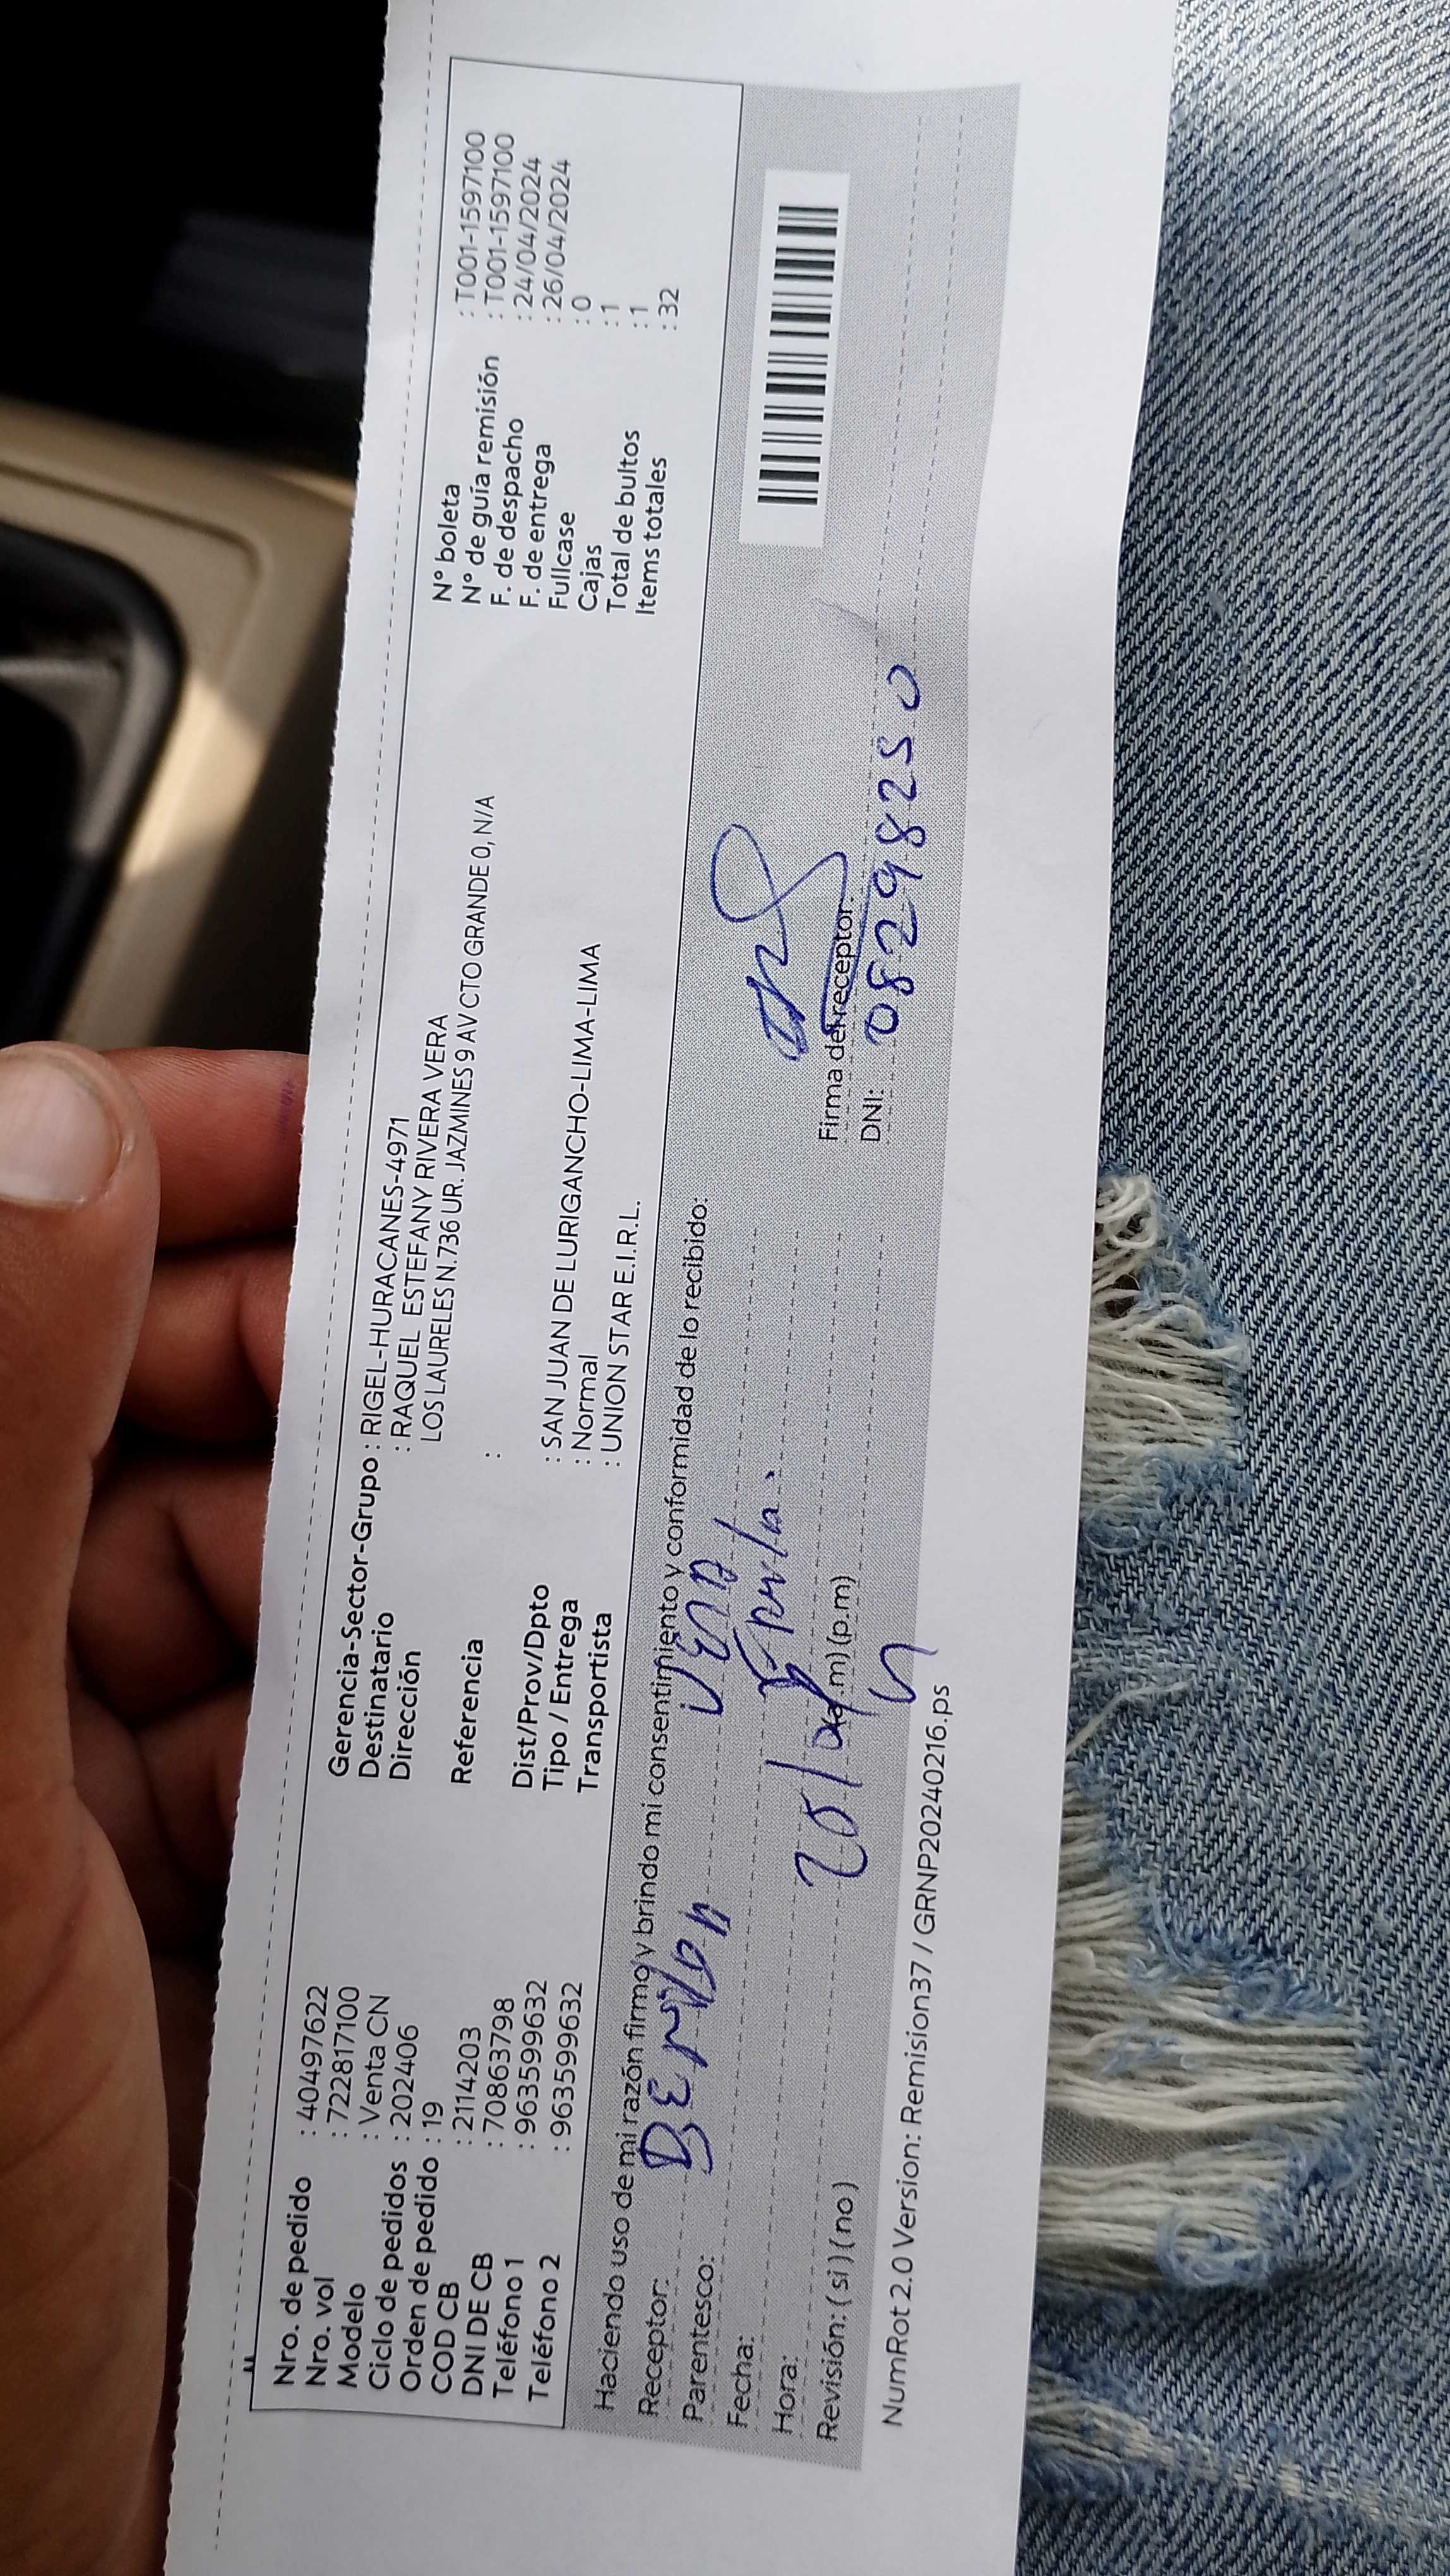 Nro. de pedido : 40497622
Nro. vol : 722817100
Modelo : Venta CN
Ciclo de pedidos : 202406
Orden de pedido : 19
COD CB : 2114203
DNI DE CB : 70863798
Teléfono 1 : 963599632
Teléfono 2 : 963599632
Gerencia-Sector-Grupo : RIGEL-HURACANES-4971
Destinatario : RAQUEL ESTEFANY RIVERA VERA
Dirección LOS LAURELES N.736 UR. JAZMINES 9 AV CTO GRANDE 0, N/A
Referencia :
Dist/Prov/Dpto : SAN JUAN DE LURIGANCHO-LIMA-LIMA
Tipo / Entrega : Normal
Transportista : UNION STAR E.I.R.L.
N° boleta : T001-1597100
N° de guía remisión : T001-1597100
F. de despacho : 24/04/2024
F. de entrega : 26/04/2024
Fullcase : 0
Cajas : 1
Total de bultos : 1
Items totales : 32
Haciendo uso de mi razón firmo y brindo mi consentimiento y conformidad de lo recibido:
Receptor: VERA
Parentesco:
Fecha:
Hora: (a.m) (p.m)
Revisión: ( si ) ( no )
Firma del receptor:
DNI: 08298250
NumRot 2.0 Version: Remision37 / GRNP20240216.ps